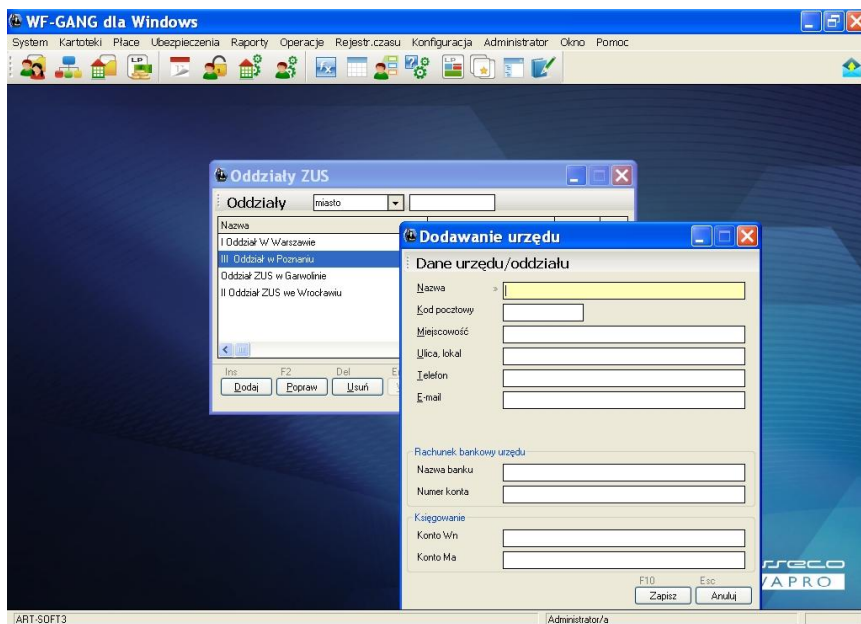 WF-GANG dla Windows
System Kartoteki Płace Ubezpieczenia Raporty Operacje Rejestr.czasu Konfiguracja Administrator Okno Pomoc
Oddziały ZUS
Oddziały miasto
Nazwa
I Oddział W Warszawie
III Oddział w Poznaniu
Oddział ZUS w Garwolinie
II Oddział ZUS we Wrocławiu
Ins F2 Del
Dodaj Popraw Usuń
Dodawanie urzędu
Dane urzędu/oddziału
Nazwa »
Kod pocztowy
Miejscowość
Ulica, lokal
Telefon
E-mail
Rachunek bankowy urzędu
Nazwa banku
Numer konta
Księgowanie
Konto Wn
Konto Ma
F10 Esc
Zapisz Anuluj
ART-SOFT3
Administrator/a